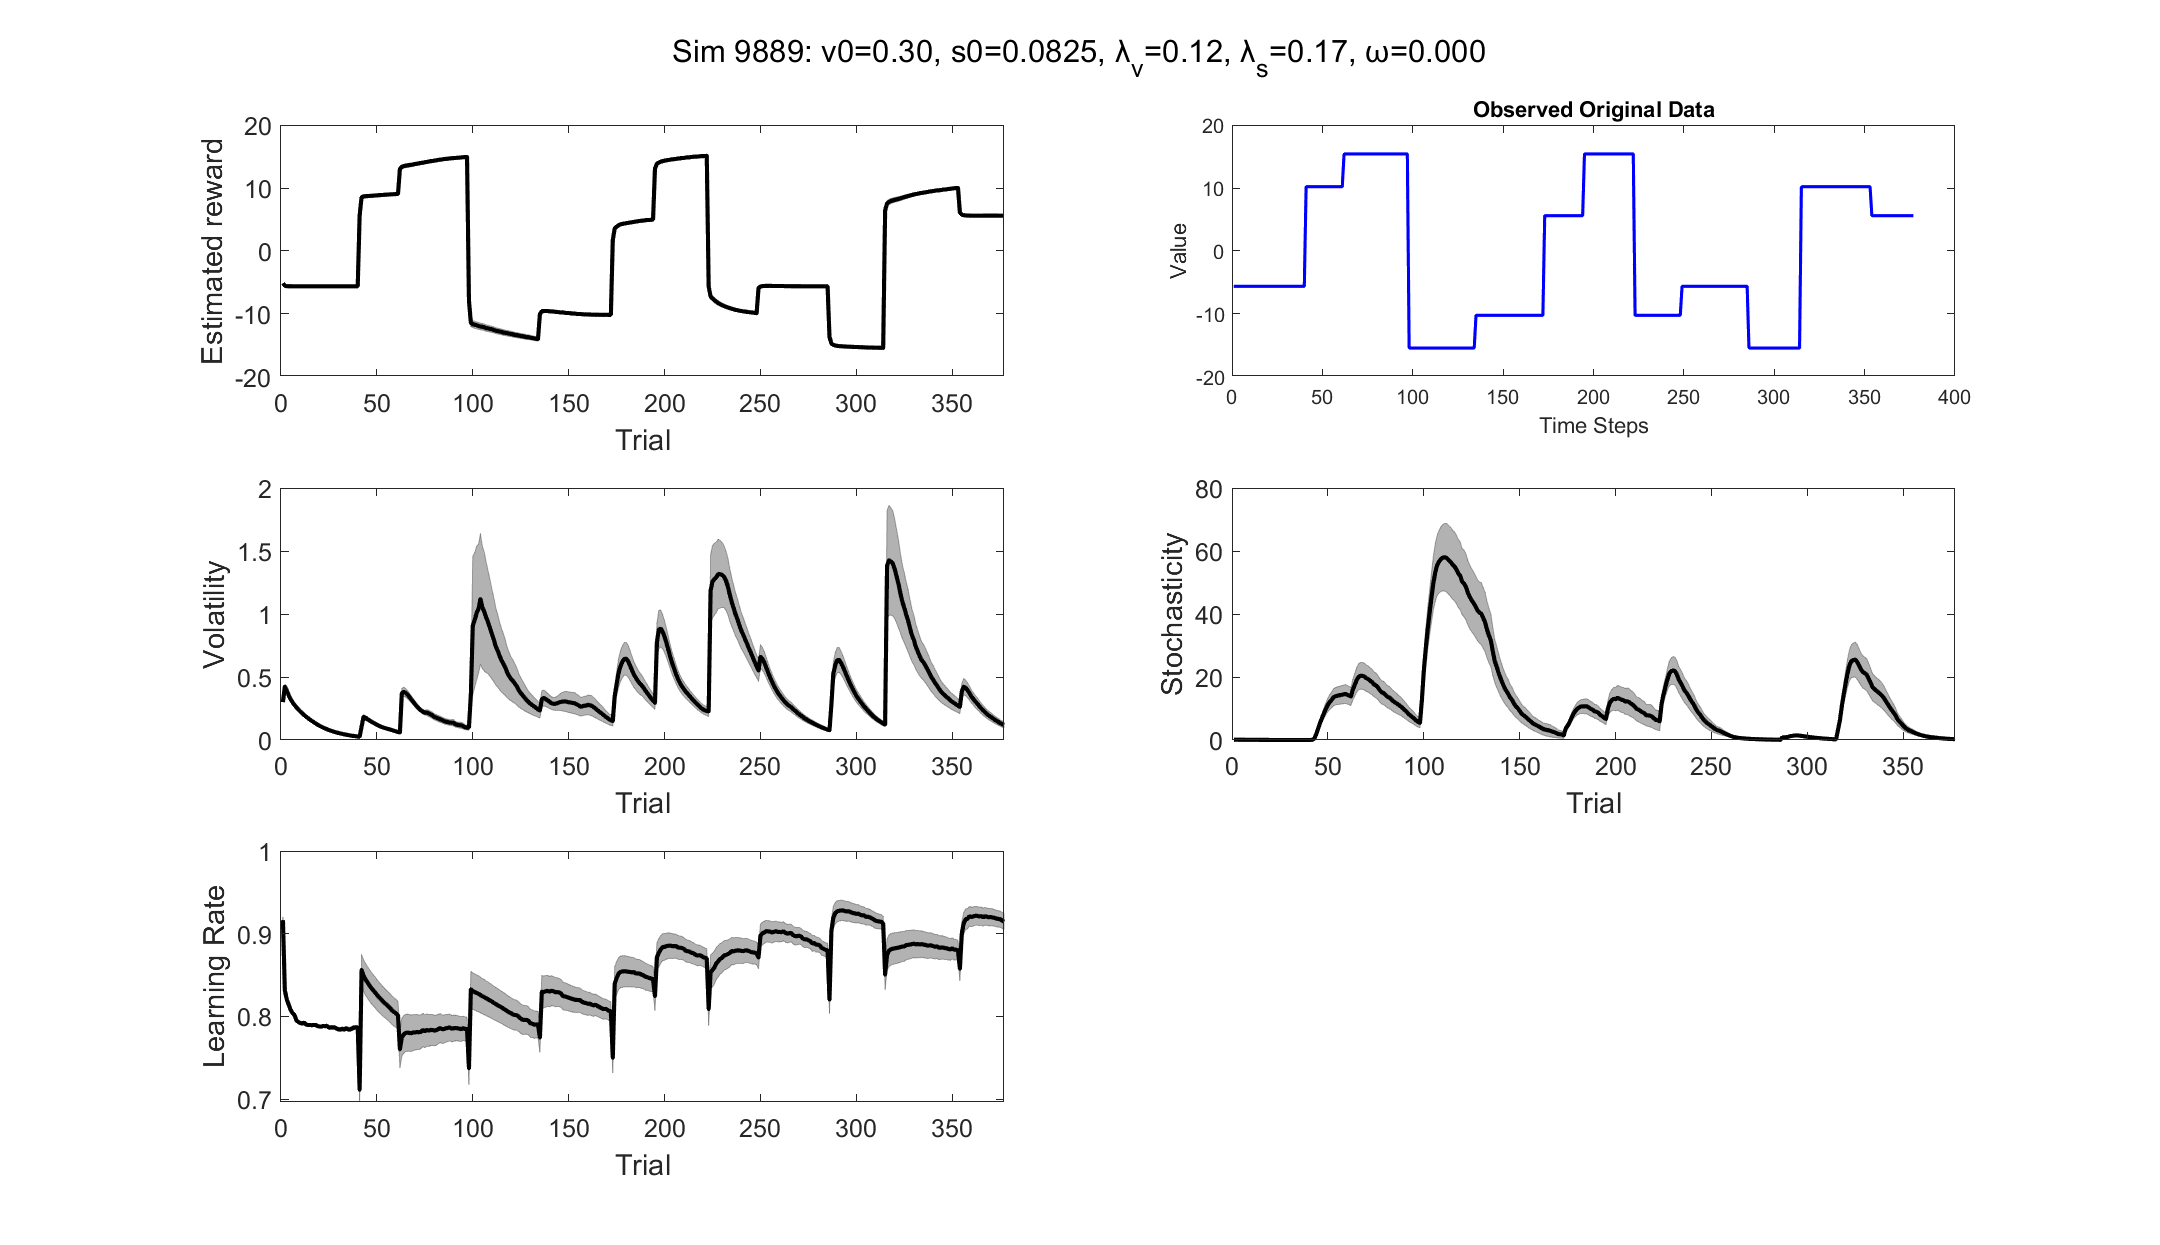 Sim 9889: v0=0.30, s0=0.0825, λv=0.12, λs=0.17, ω=0.000
Estimated reward
20
10
0
-10
-20
0 50 100 150 200 250 300 350
Trial
Observed Original Data
Value
20
10
0
-10
-20
0 50 100 150 200 250 300 350 400
Time Steps
Volatility
2
1.5
1
0.5
0
0 50 100 150 200 250 300 350
Trial
Stochasticity
80
60
40
20
0
0 50 100 150 200 250 300 350
Trial
Learning Rate
1
0.9
0.8
0.7
0 50 100 150 200 250 300 350
Trial